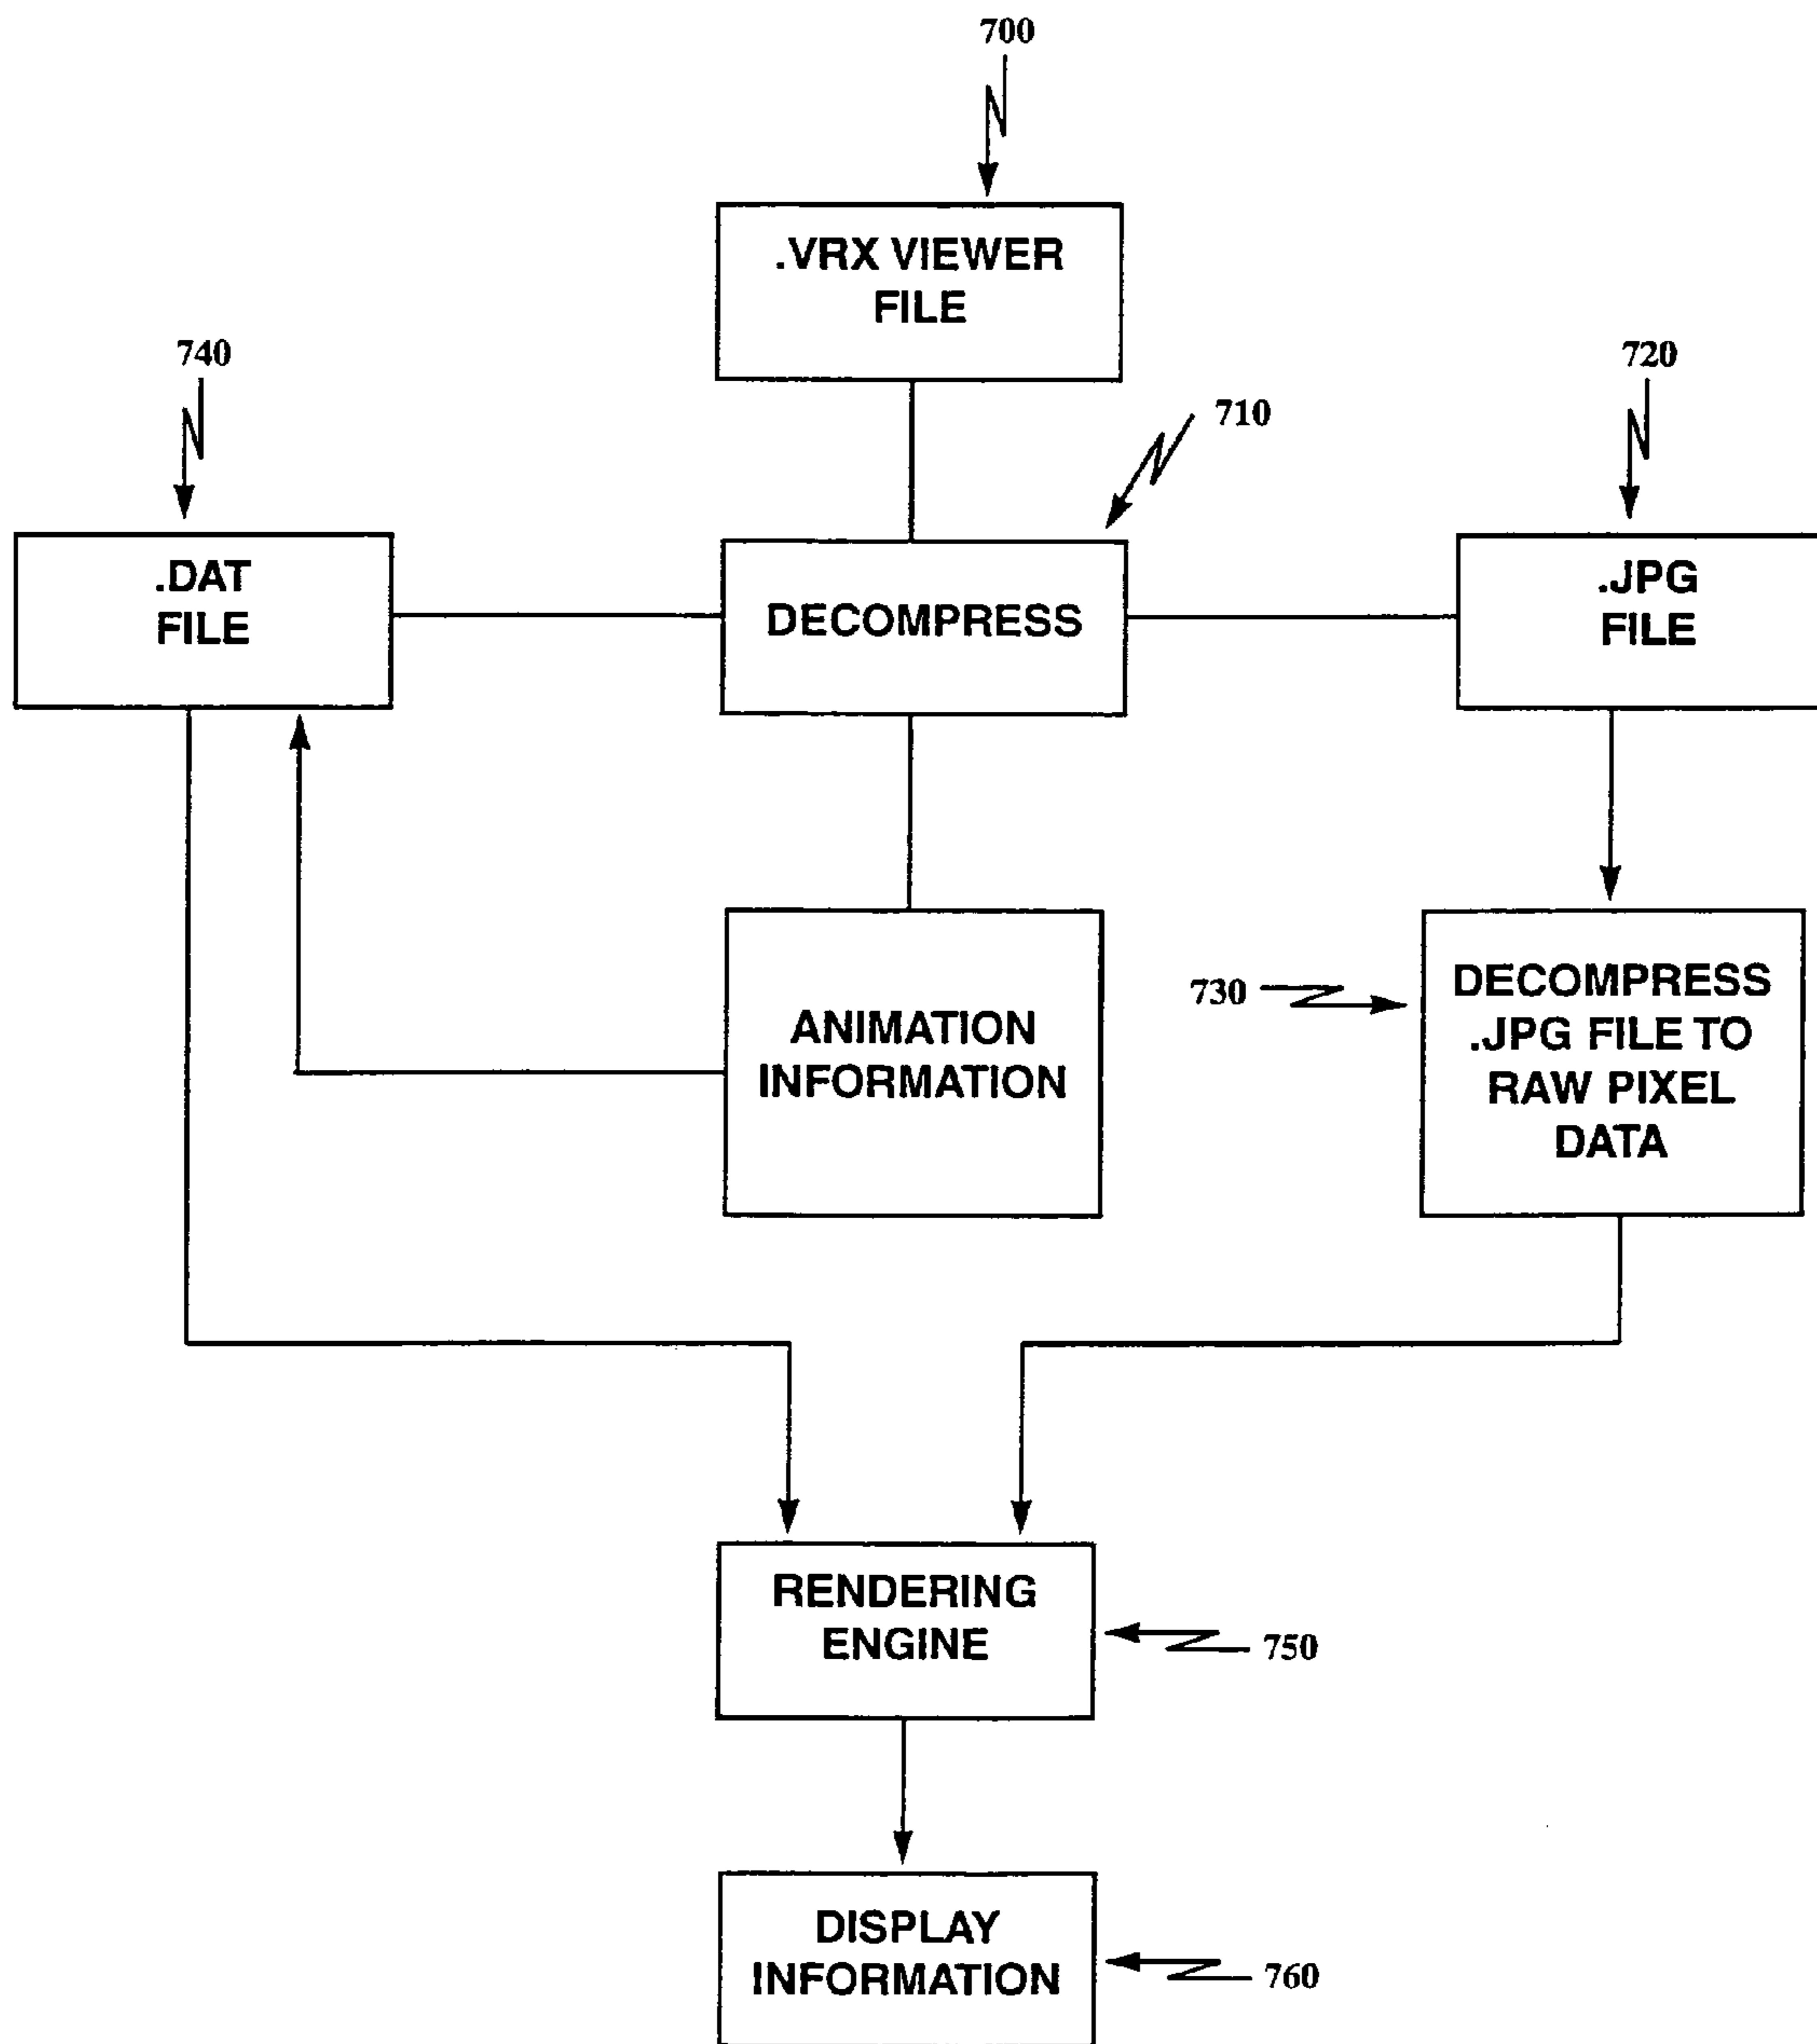 700
.VRX VIEWER
FILE
740
720
710
.DAT
FILE
DECOMPRESS
.JPG
FILE
730
ANIMATION
INFORMATION
DECOMPRESS
.JPG FILE TO
RAW PIXEL
DATA
RENDERING
ENGINE
750
DISPLAY
INFORMATION
760